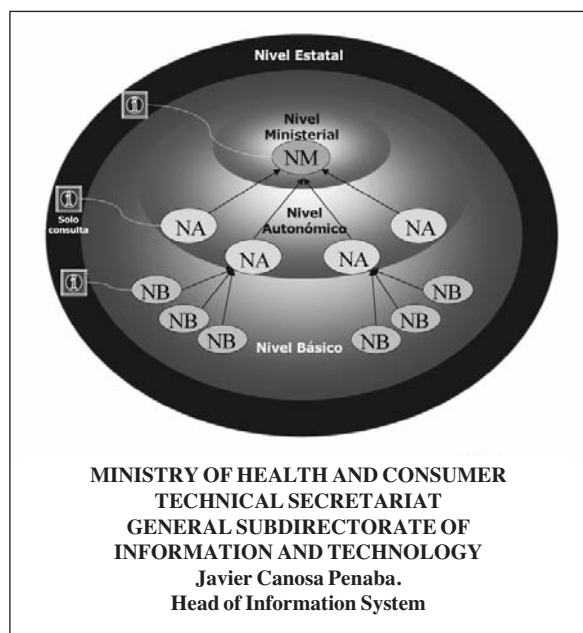 Nivel Estatal
Nivel
Ministerial
NM
Solo
consulta
NA
Nivel
Autonómico
NA
NA
NA
NB
NB
NB
NB
NB
NB
Nivel Básico
MINISTRY OF HEALTH AND CONSUMER
TECHNICAL SECRETARIAT
GENERAL SUBDIRECTORATE OF
INFORMATION AND TECHNOLOGY
Javier Canosa Penaba.
Head of Information System